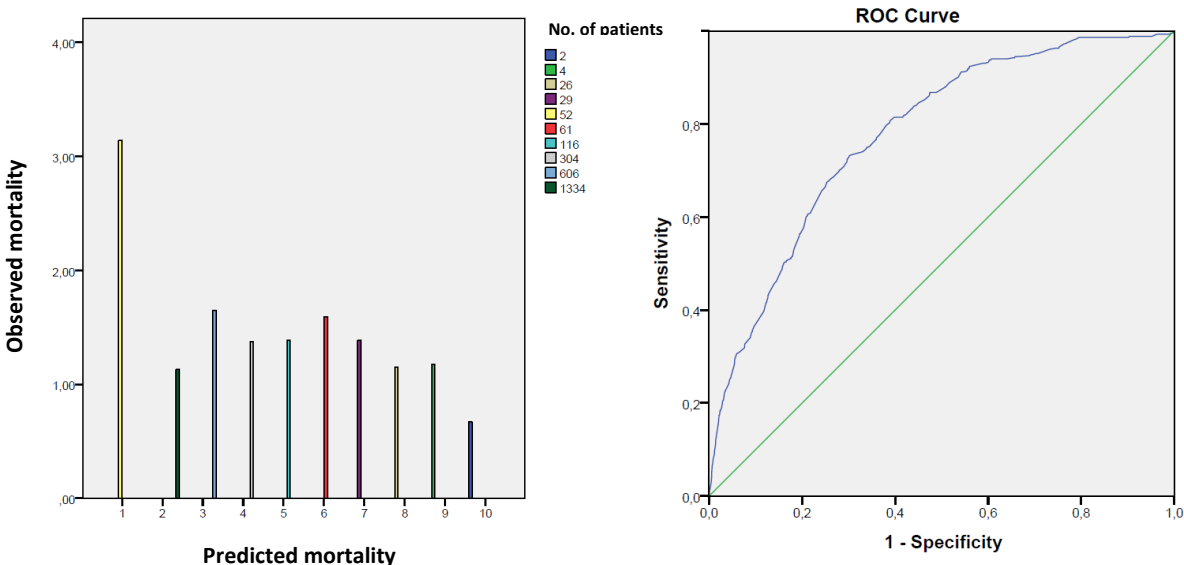 No. of patients
2
4
26
29
52
61
116
304
606
1334
4,00
3,00
2,00
1,00
,00
Observed mortality
1 2 3 4 5 6 7 8 9 10
Predicted mortality
ROC Curve
0,8
0,6
0,4
0,2
0,0
Sensitivity
0,0 0,2 0,4 0,6 0,8 1,0
1 - Specificity